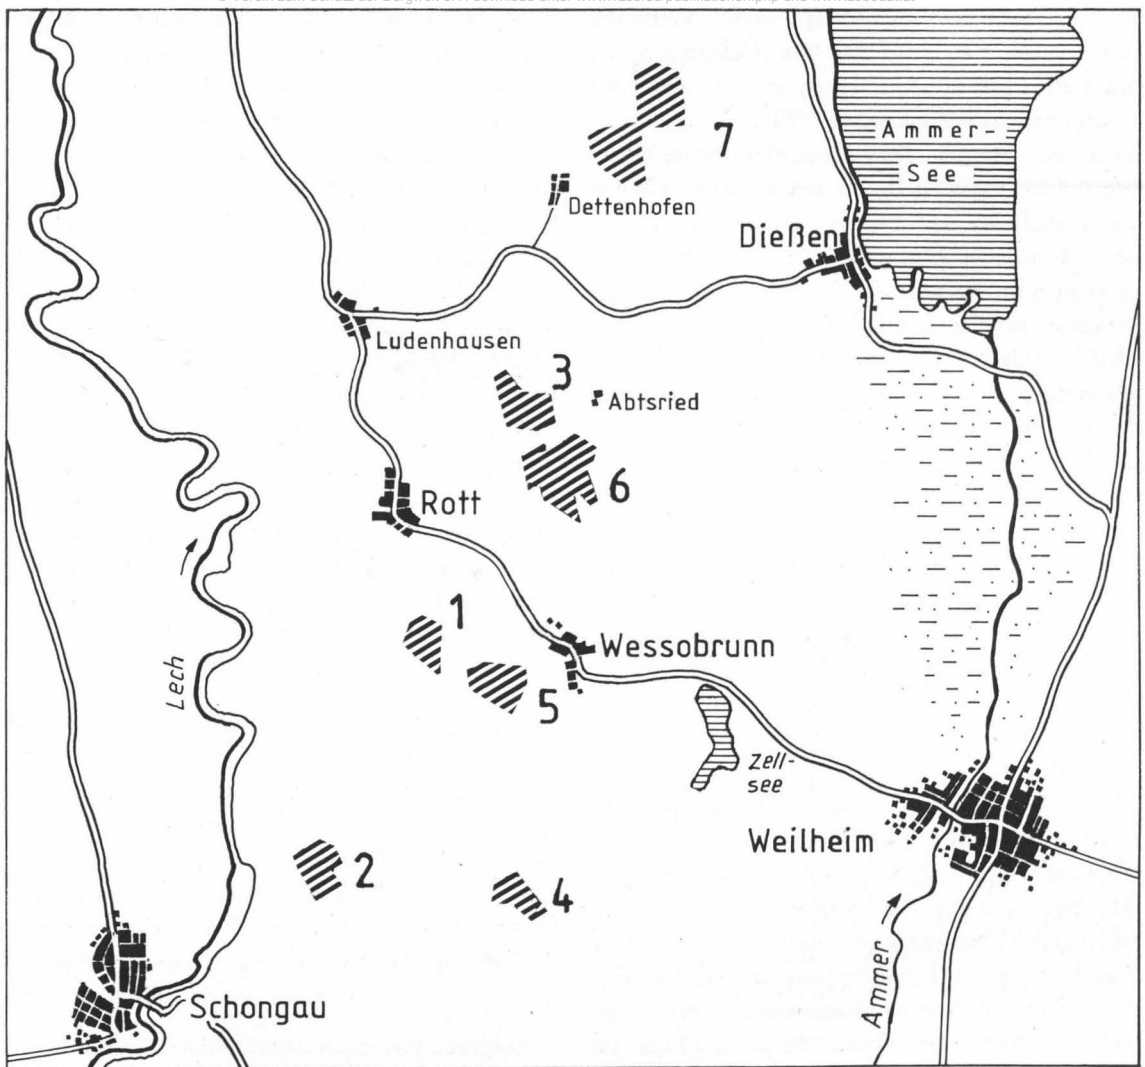 7
Ammer-
See
Dettenhofen
Dießen
Ludenhausen
3
Abtsried
6
Rott
1
Wessobrunn
Lech
5
Zell-
see
Weilheim
2
4
Ammer
Schongau